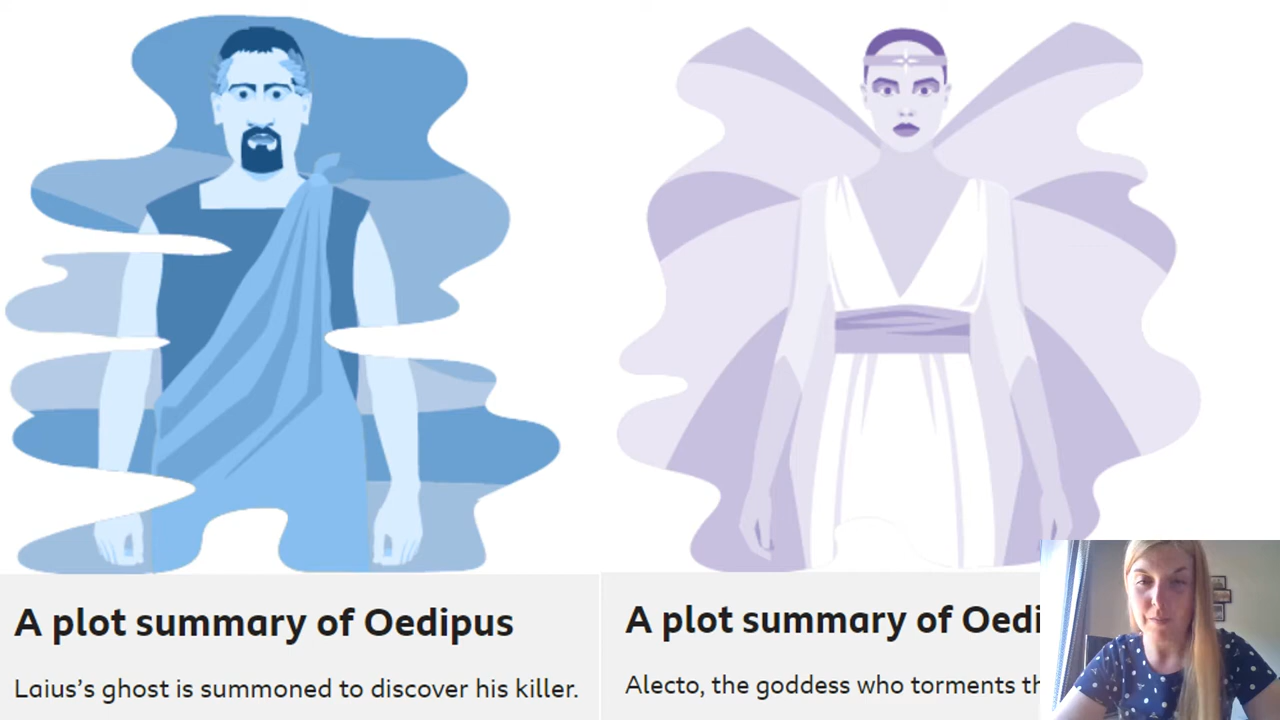 A plot summary of Oedipus
Laius's ghost is summoned to discover his killer.
A plot summary of Oedi
Alecto, the goddess who torments th